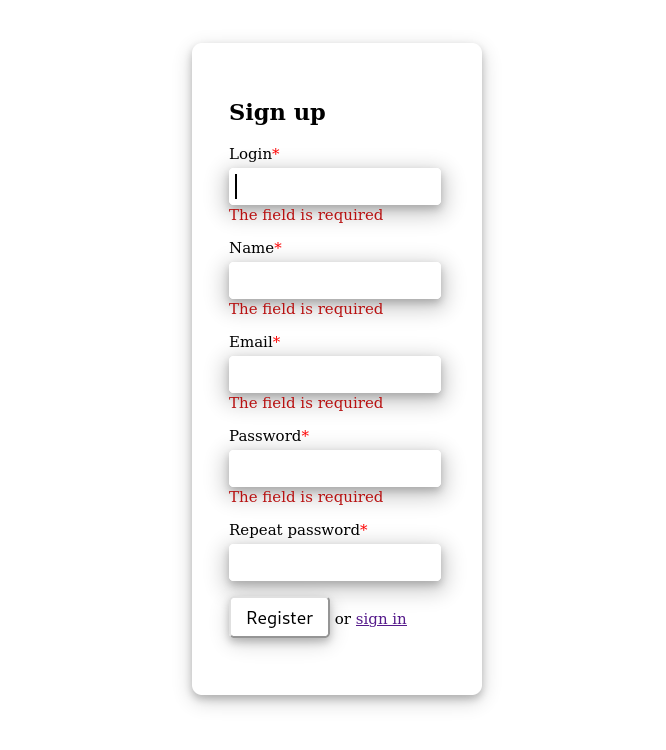 Sign up
Login*
The field is required
Name*
The field is required
Email*
The field is required
Password*
The field is required
Repeat password*
Register or sign in